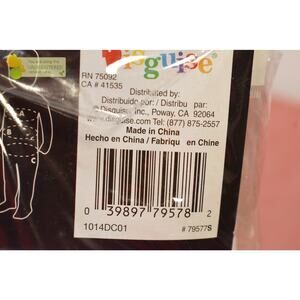 Disguise
RN 75092
CA # 41535
Distributed by:
Distribuido por: / Distribu par:
© Disguise Inc., Poway, CA 92064
www.disguise.com Tel: (877) 875-2557
Made in China
Hecho en China / Fabriqu en Chine
B
C
0 39897 79578 2
1014DC01
# 79577S